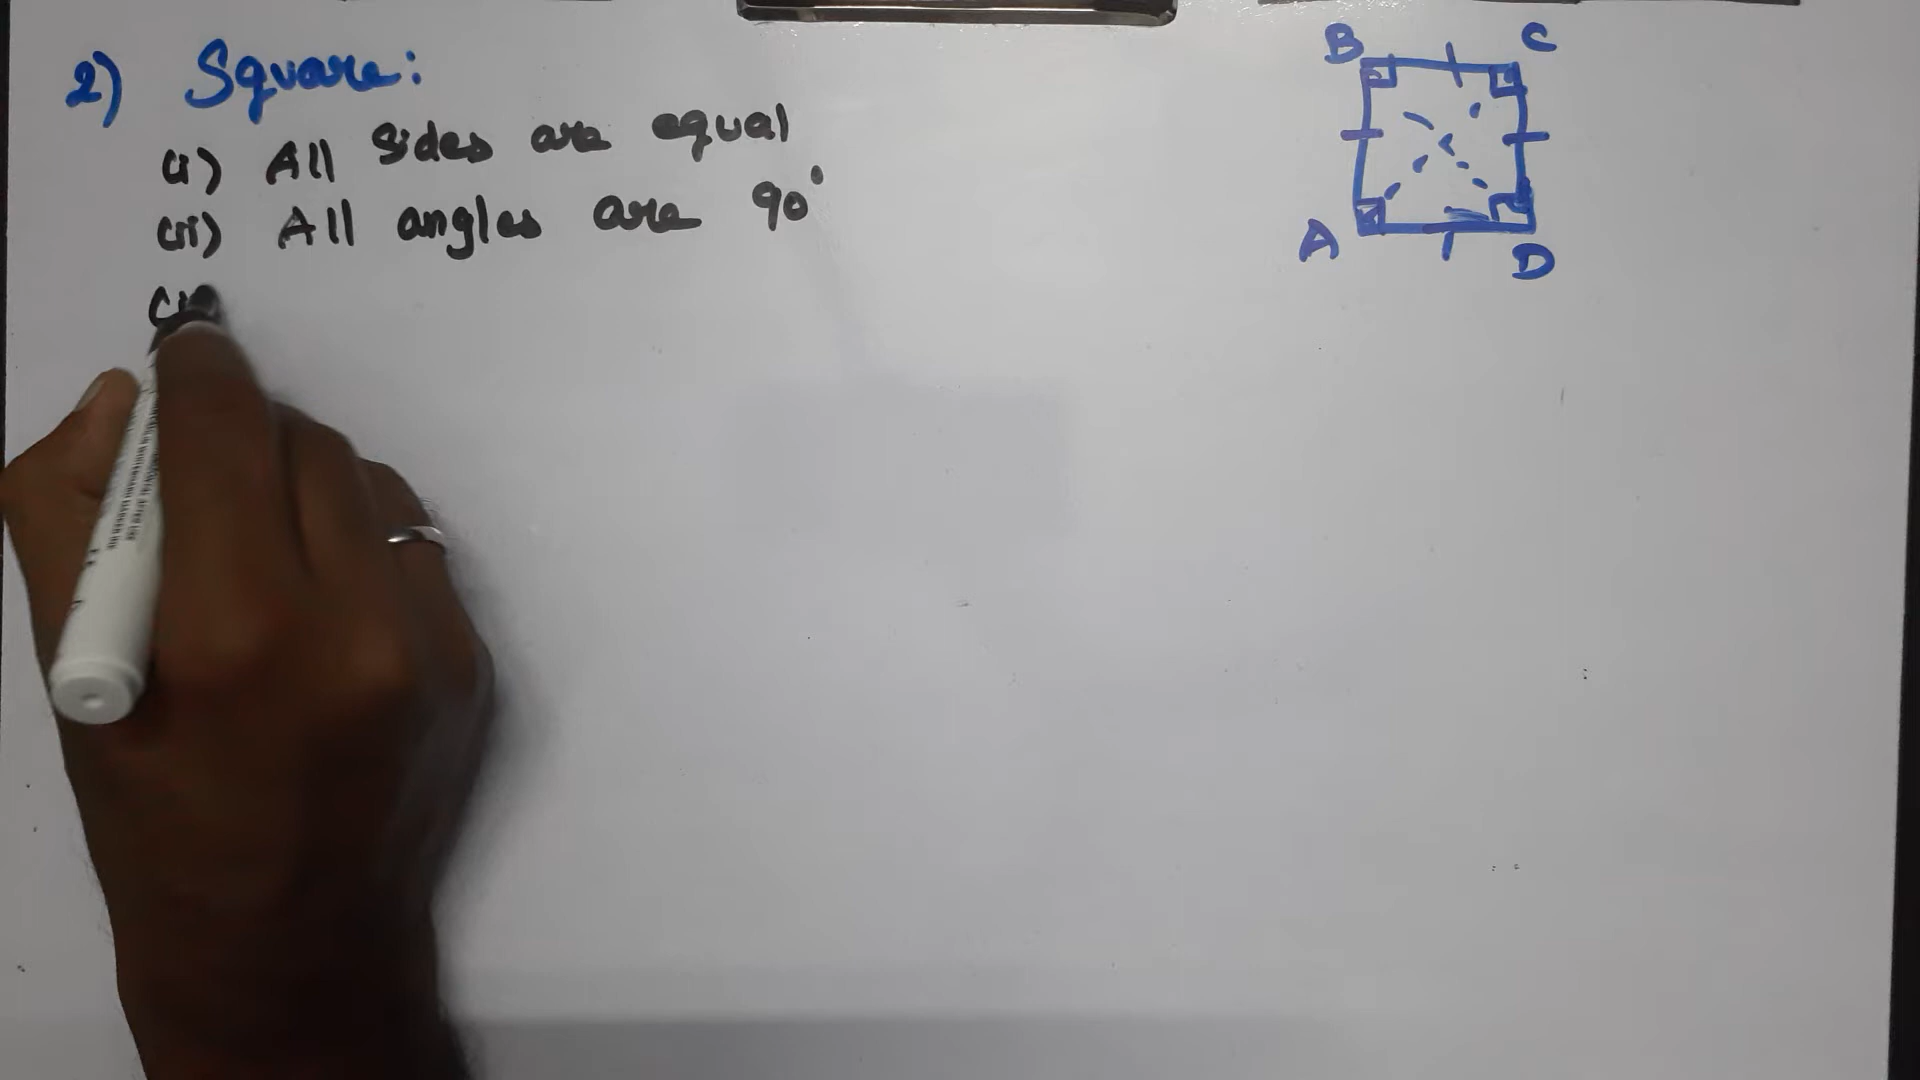 2) Square:
(i) All sides are equal
(ii) All angles are 90°
B C
A D